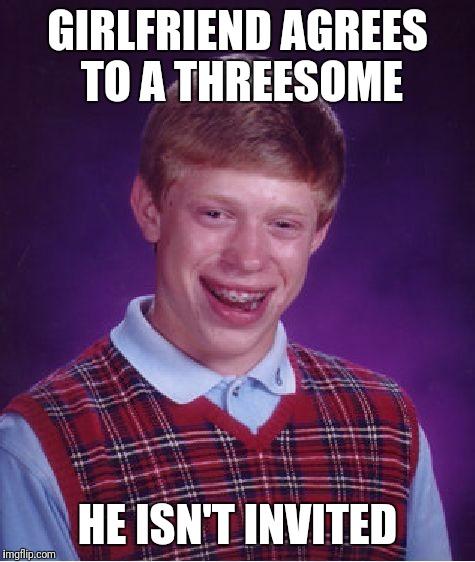 GIRLFRIEND AGREES
TO A THREESOME
HE ISN'T INVITED
imgflip.com